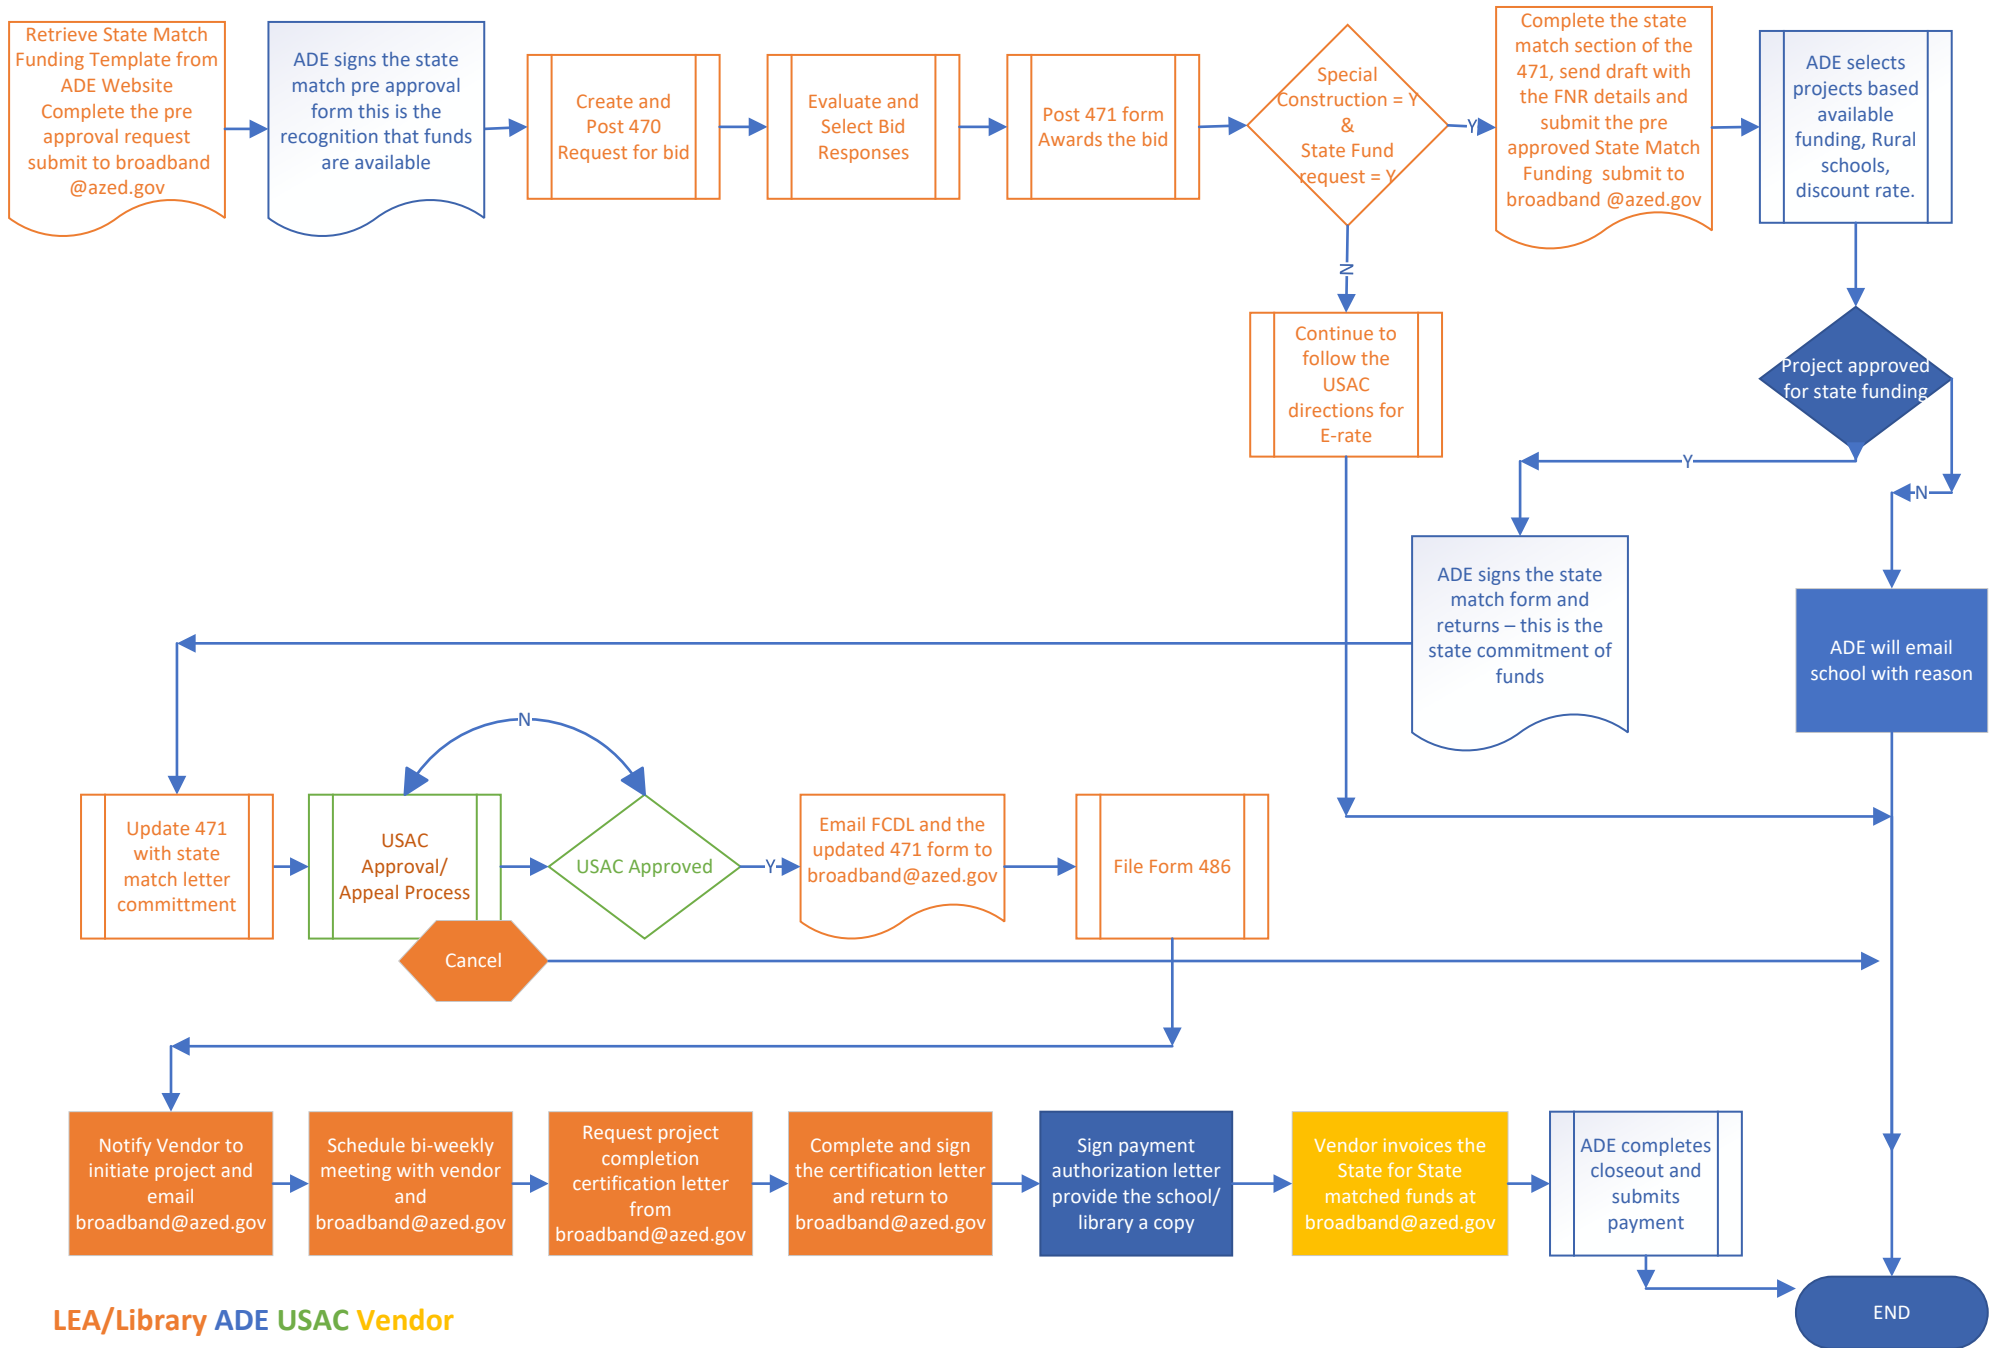 Retrieve State Match
Funding Template from
ADE Website
Complete the pre
approval request
submit to broadband
@azed.gov
ADE signs the state
match pre approval
form this is the
recognition that funds
are available
Create and
Post 470
Request for bid
Evaluate and
Select Bid
Responses
Post 471 form
Awards the bid
Special
Construction = Y
&
State Fund
request = Y
Y
Complete the state
match section of the
471, send draft with
the FNR details and
submit the pre
approved State Match
Funding  submit to
broadband @azed.gov
ADE selects
projects based
available
funding, Rural
schools,
discount rate.
N
Continue to
follow the
USAC
directions for
E-rate
Project approved
for state funding
Y
N
ADE signs the state
match form and
returns – this is the
state commitment of
funds
ADE will email
school with reason
N
Update 471
with state
match letter
committment
USAC
Approval/
Appeal Process
USAC Approved
Y
Email FCDL and the
updated 471 form to
broadband@azed.gov
File Form 486
Cancel
Notify Vendor to
initiate project and
email
broadband@azed.gov
Schedule bi-weekly
meeting with vendor
and
broadband@azed.gov
Request project
completion
certification letter
from
broadband@azed.gov
Complete and sign
the certification letter
and return to
broadband@azed.gov
Sign payment
authorization letter
provide the school/
library a copy
Vendor invoices the
State for State
matched funds at
broadband@azed.gov
ADE completes
closeout and
submits
payment
END
LEA/Library ADE USAC Vendor